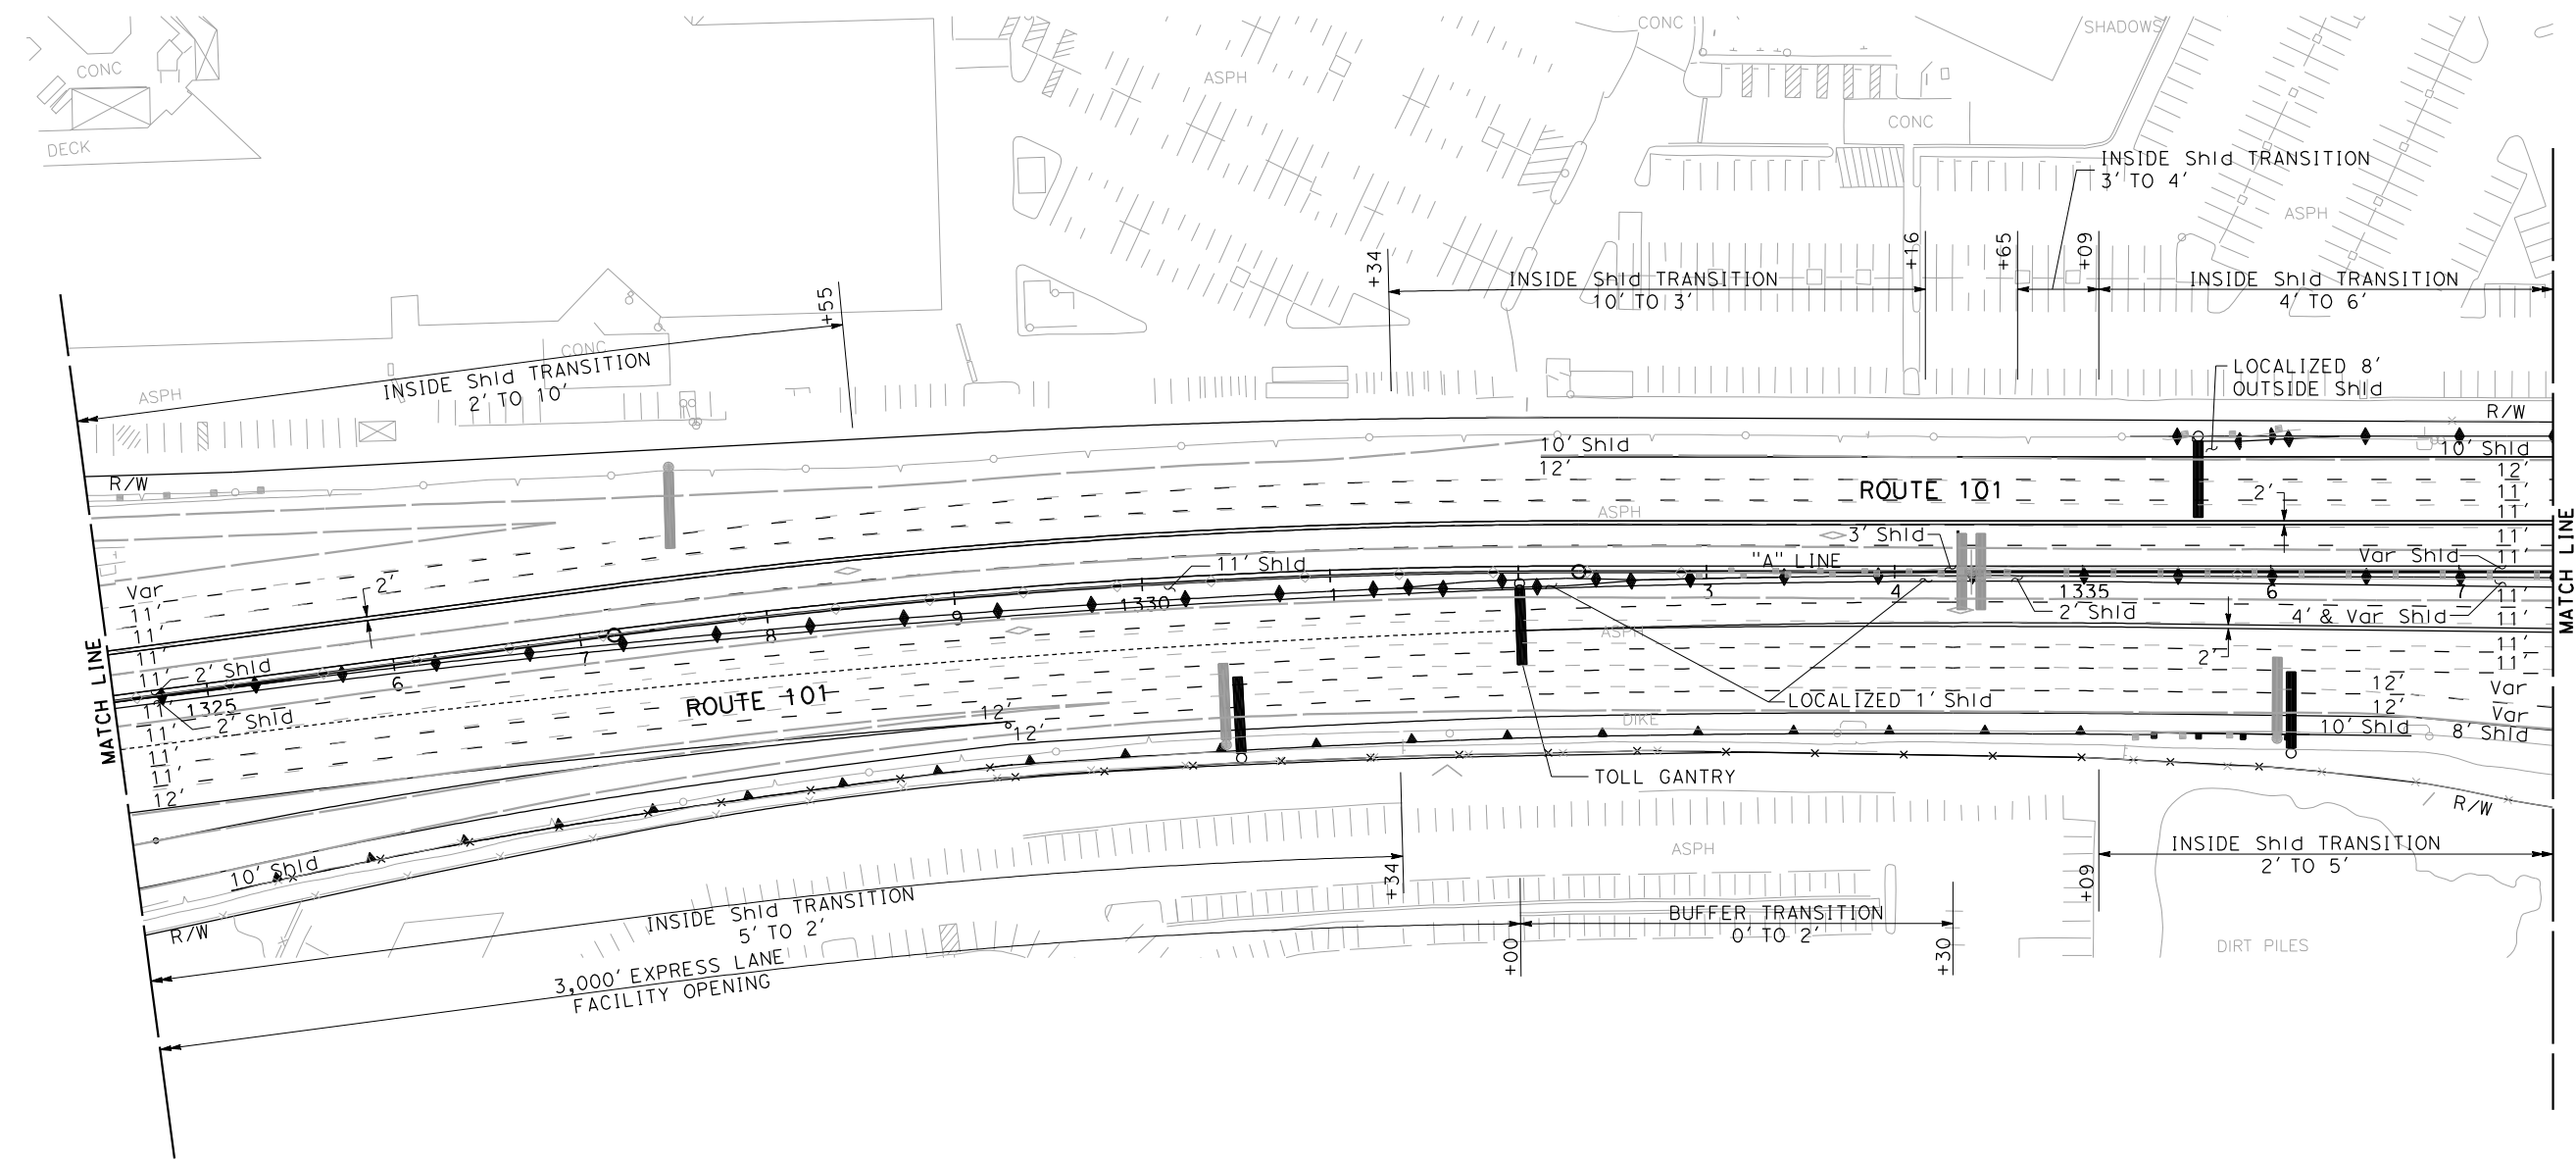 CONC
DECK
ASPH
CONC
CONC
SHADOWS
ASPH
INSIDE Shld TRANSITION
3' TO 4'
+34
INSIDE Shld TRANSITION
10' TO 3'
+16
+65
+09
INSIDE Shld TRANSITION
4' TO 6'
+55
CONC
ASPH
INSIDE Shld TRANSITION
2' TO 10'
LOCALIZED 8'
OUTSIDE Shld
R/W
R/W
10' Shld
12'
ROUTE 101
10' Shld
12'
11'
11'
11'
11'
2'
ASPH
3' Shld
"A" LINE
Var Shld
11' Shld
MATCH LINE
Var
11'
11'
11'
11'
2'
2' Shld
1325
6
7
8
9
1330
1
3
4
1335
6
7
2' Shld
4' & Var Shld
11'
11'
11'
11'
2'
ASPH
MATCH LINE
11'
11'
11'
11'
12'
2' Shld
ROUTE 101
12'
12'
LOCALIZED 1' Shld
DIKE
12'
12'
Var
Var
10' Shld
8' Shld
TOLL GANTRY
R/W
10' Shld
R/W
INSIDE Shld TRANSITION
5' TO 2'
+34
ASPH
+09
INSIDE Shld TRANSITION
2' TO 5'
3,000' EXPRESS LANE
FACILITY OPENING
+00
BUFFER TRANSITION
0' TO 2'
+30
DIRT PILES
ASPH